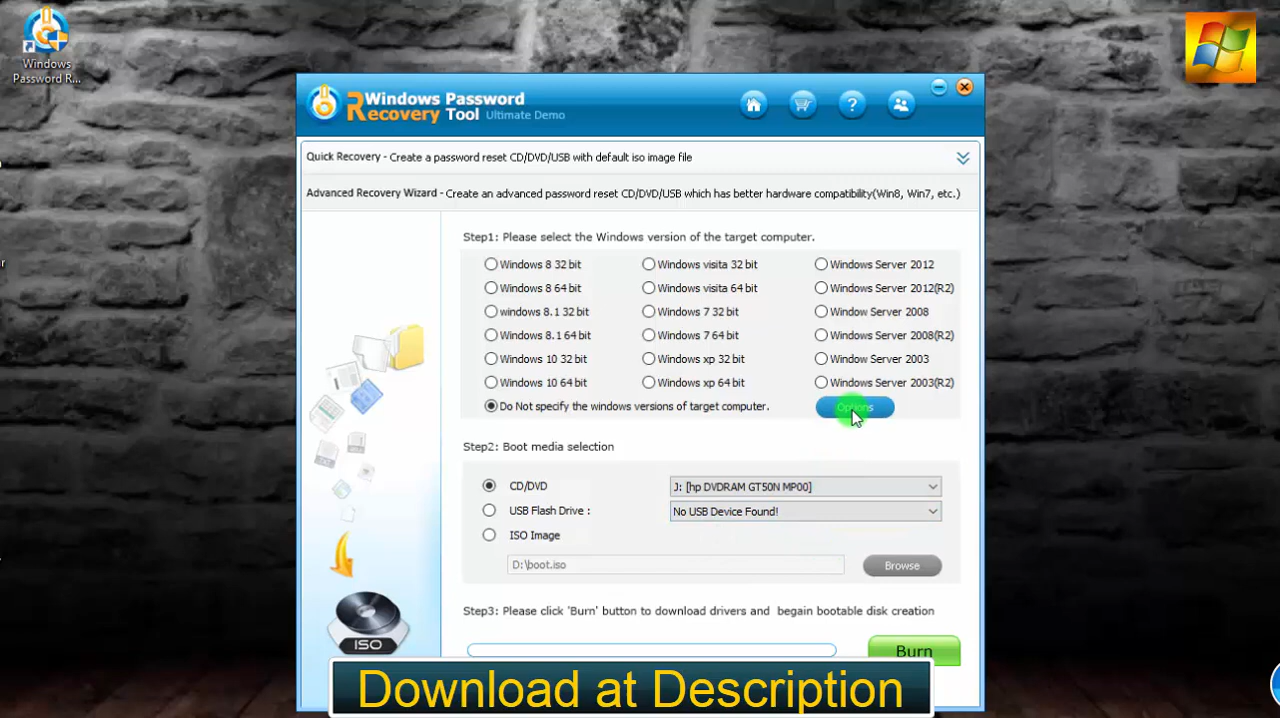 Windows
Password R...
Windows Password
Recovery Tool Ultimate Demo
Quick Recovery - Create a password reset CD/DVD/USB with default iso image file
Advanced Recovery Wizard - Create an advanced password reset CD/DVD/USB which has better hardware compatibility(Win8, Win7, etc.)
Step1: Please select the Windows version of the target computer.
Windows 8 32 bit Windows visita 32 bit Windows Server 2012
Windows 8 64 bit Windows visita 64 bit Windows Server 2012(R2)
windows 8.1 32 bit Windows 7 32 bit Window Server 2008
Windows 8.1 64 bit Windows 7 64 bit Windows Server 2008(R2)
Windows 10 32 bit Windows xp 32 bit Window Server 2003
Windows 10 64 bit Windows xp 64 bit Windows Server 2003(R2)
Do Not specify the windows versions of target computer. Options
Step2: Boot media selection
CD/DVD J: [hp DVDRAM GT50N MP00]
USB Flash Drive : No USB Device Found!
ISO Image
D:\boot.iso Browse
Step3: Please click 'Burn' button to download drivers and begain bootable disk creation
ISO
Burn
Download at Description